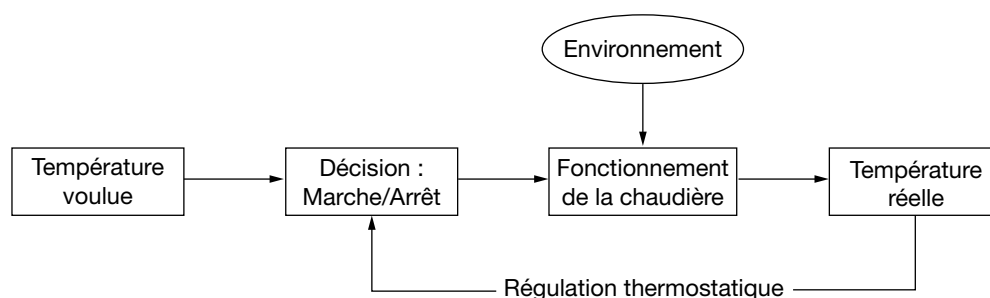 Environnement
Température
voulue
Décision :
Marche/Arrêt
Fonctionnement
de la chaudière
Température
réelle
Régulation thermostatique